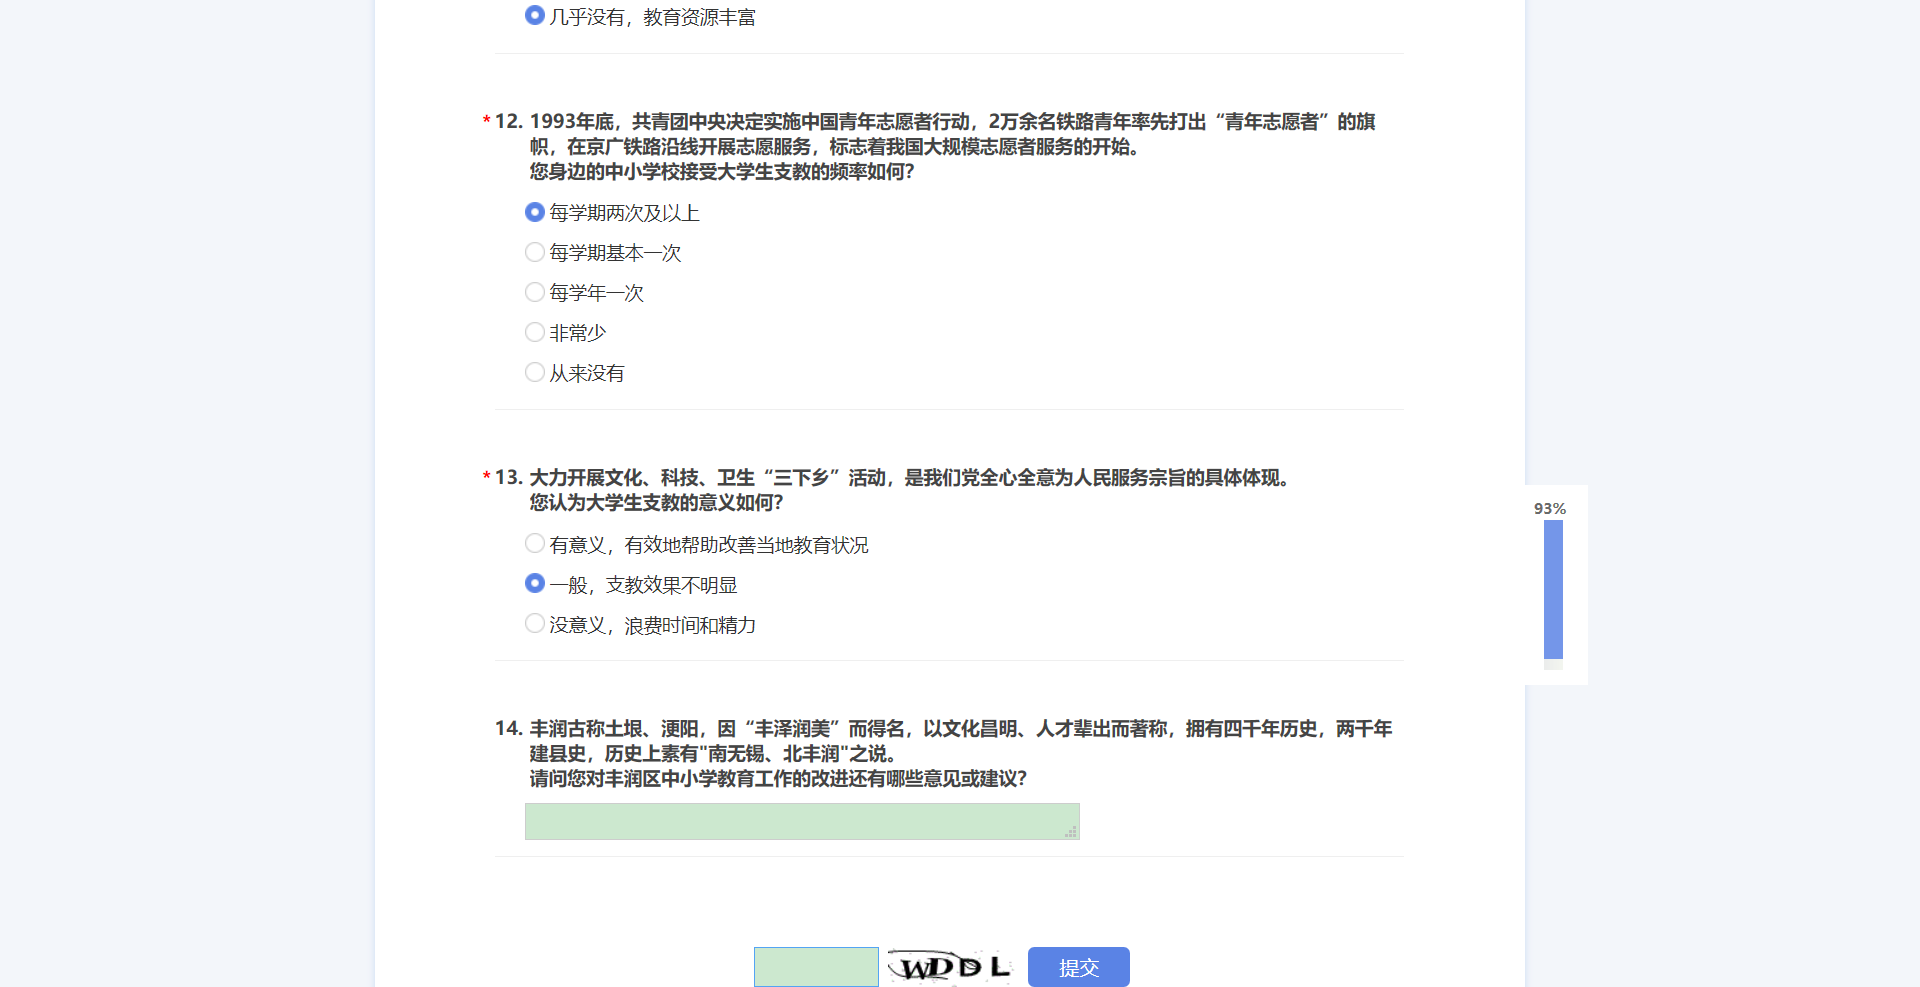 几乎没有，教育资源丰富
*12. 1993年底，共青团中央决定实施中国青年志愿者行动，2万余名铁路青年率先打出“青年志愿者”的旗
帜，在京广铁路沿线开展志愿服务，标志着我国大规模志愿者服务的开始。
您身边的中小学校接受大学生支教的频率如何？
每学期两次及以上
每学期基本一次
每学年一次
非常少
从来没有
*13. 大力开展文化、科技、卫生“三下乡”活动，是我们党全心全意为人民服务宗旨的具体体现。
您认为大学生支教的意义如何？
93%
有意义，有效地帮助改善当地教育状况
一般，支教效果不明显
没意义，浪费时间和精力
14. 丰润古称土垠、浭阳，因“丰泽润美”而得名，以文化昌明、人才辈出而著称，拥有四千年历史，两千年
建县史，历史上素有"南无锡、北丰润"之说。
请问您对丰润区中小学教育工作的改进还有哪些意见或建议？
WDDL
提交